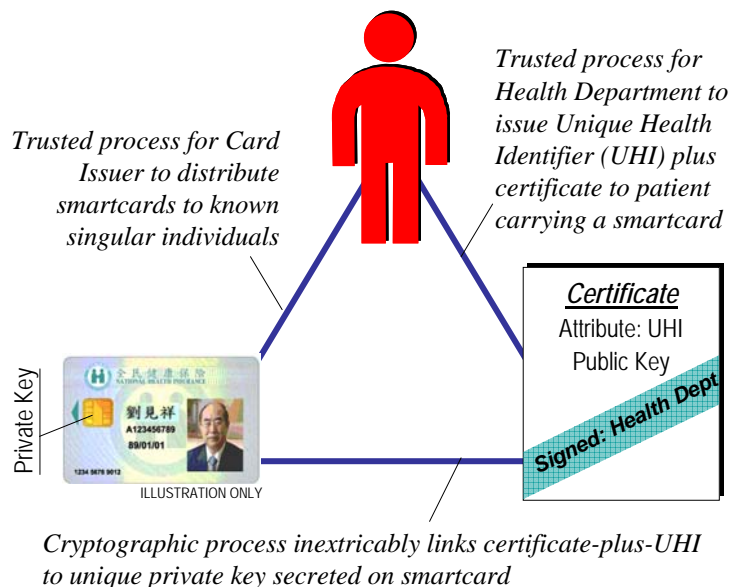 Trusted process for
Health Department to
issue Unique Health
Identifier (UHI) plus
certificate to patient
carrying a smartcard
Trusted process for Card
Issuer to distribute
smartcards to known
singular individuals
Certificate
Attribute: UHI
Public Key
Signed: Health Dept
Private Key
全民健康保險
NATIONAL HEALTH INSURANCE
劉見祥
A123456789
89/01/01
1234 5678 9012
ILLUSTRATION ONLY
Cryptographic process inextricably links certificate-plus-UHI
to unique private key secreted on smartcard